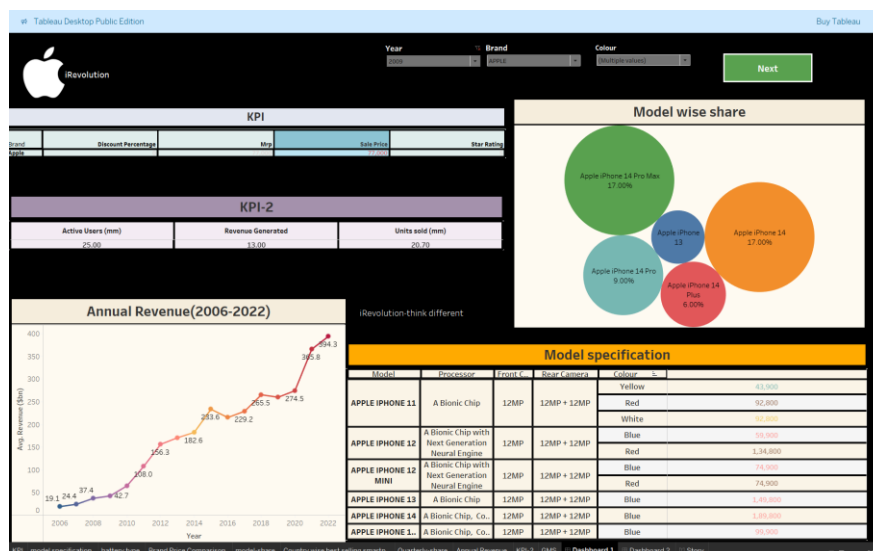 Tableau Desktop Public Edition
Buy Tableau
Year
Brand
Colour
2009
APPLE
(Multiple values)
Next
iRevolution
KPI
Brand
Discount Percentage
Mrp
Sale Price
Star Rating
Apple
77,000
KPI-2
Active Users (mm)
Revenue Generated
Units sold (mm)
25.00
13.00
20.70
Model wise share
Apple iPhone 14 Pro Max
17.00%
Apple iPhone
13
Apple iPhone 14
17.00%
Apple iPhone 14 Pro
9.00%
Apple iPhone 14
Plus
6.00%
Annual Revenue(2006-2022)
iRevolution-think different
Avg. Revenue ($bn)
400
350
300
250
200
150
100
50
0
19.1
24.4
37.4
42.7
108.0
156.3
182.6
233.6
229.2
265.5
274.5
365.8
394.3
2006
2008
2010
2012
2014
2016
2018
2020
2022
Year
Model specification
Model
Processor
Front C..
Rear Camera
Colour
APPLE IPHONE 11
A Bionic Chip
12MP
12MP + 12MP
Yellow
43,900
Red
92,800
White
APPLE IPHONE 12
A Bionic Chip with
Next Generation
Neural Engine
12MP
12MP + 12MP
Blue
59,900
Red
1,34,800
APPLE IPHONE 12
MINI
A Bionic Chip with
Next Generation
Neural Engine
12MP
12MP + 12MP
Blue
74,900
Red
74,900
APPLE IPHONE 13
A Bionic Chip
12MP
12MP + 12MP
Blue
1,49,800
APPLE IPHONE 14
A Bionic Chip, Co..
12MP
12MP + 12MP
Blue
1,89,800
APPLE IPHONE 1..
A Bionic Chip, Co..
12MP
12MP + 12MP
Blue
99,900
KPI
model specification
battery type
Brand Price Comparison
model-share
Country wise best selling smartp..
Quarterly-share
Annual Revenue
KPI-2
GMS
Dashboard 1
Dashboard 2
Story